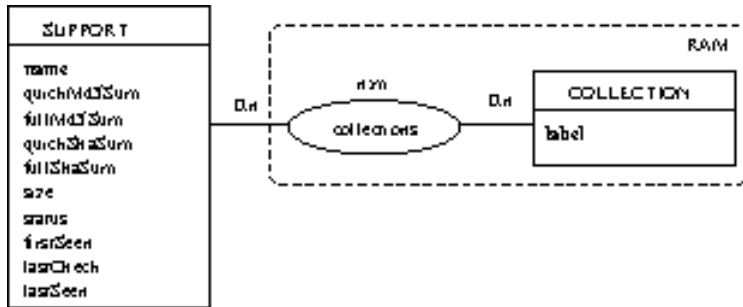 SUPPORT
name
quickMd5Sum
fullMd5Sum
quickShaSum
fullShaSum
size
status
firstSeen
lastCheck
lastSeen
0,n
n:m
collections
0,n
RAM
COLLECTION
label